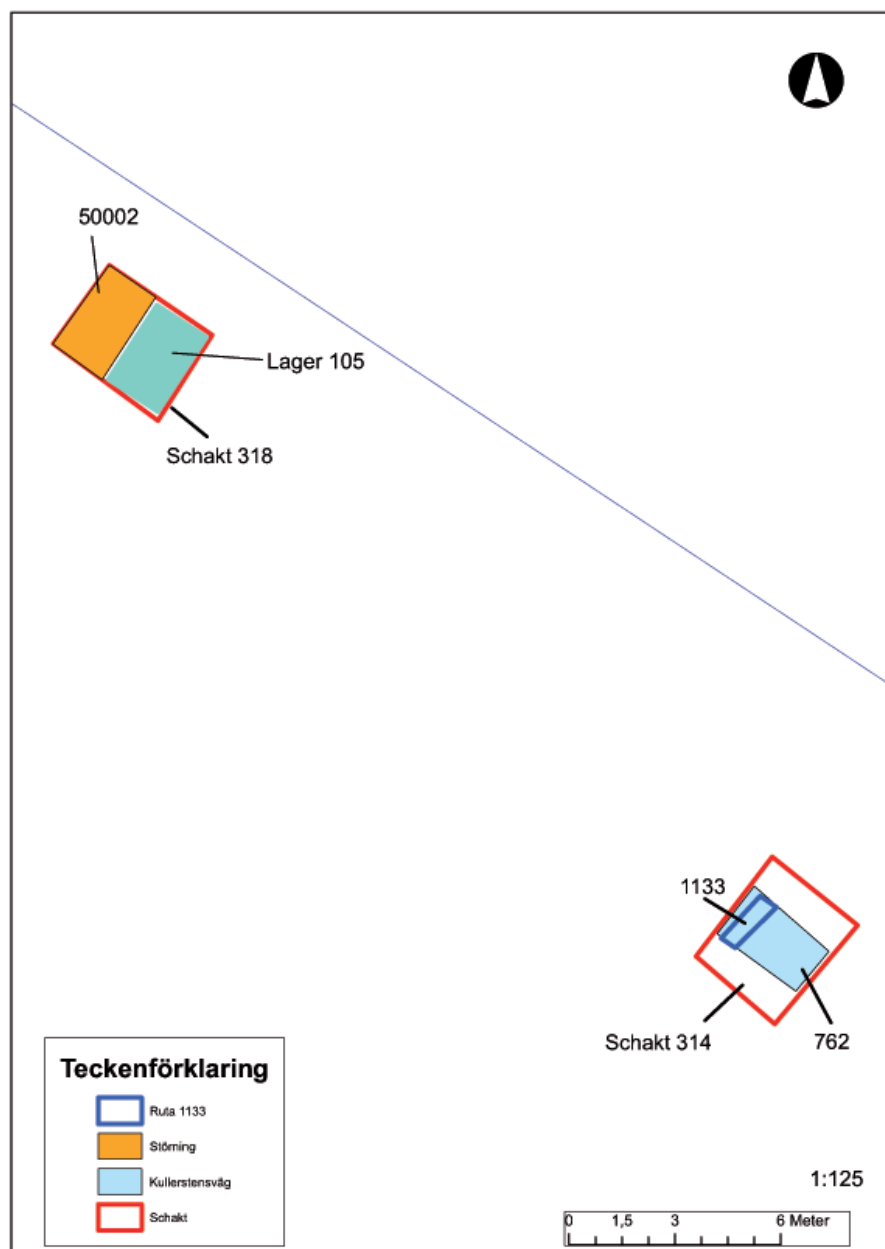 50002
Lager 105
Schakt 318
1133
Schakt 314
762
Teckenförklaring
Ruta 1133
Störning
Kullerstensväg
Schakt
1:125
0 1,5 3 6 Meter